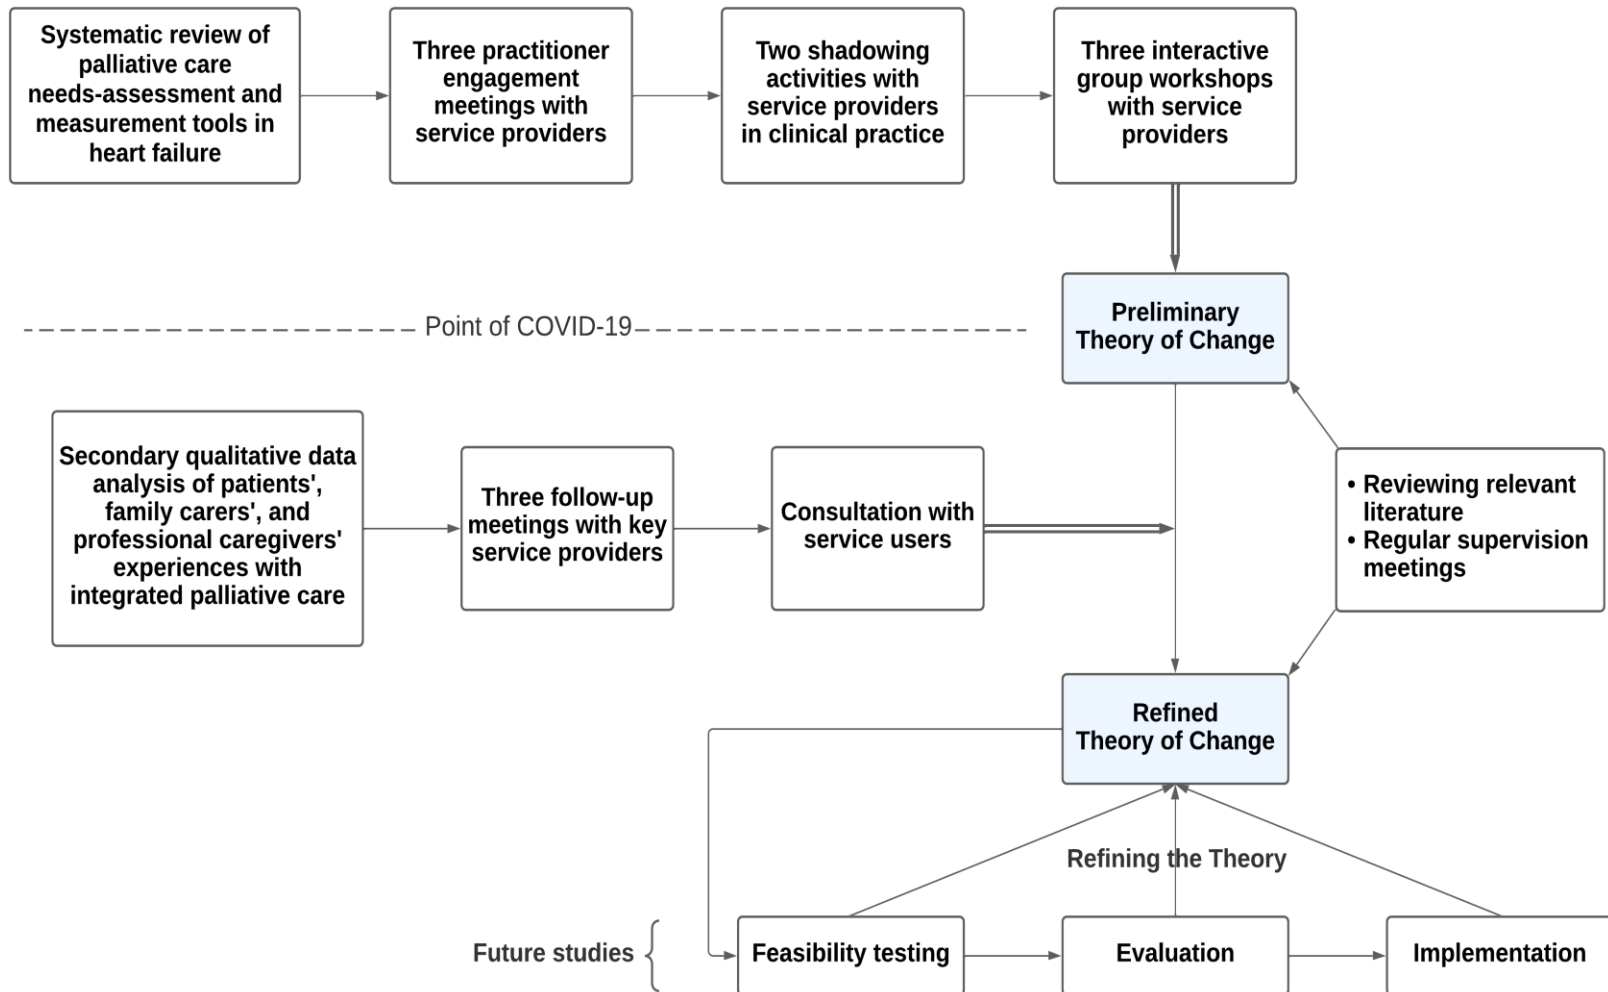 Systematic review of
palliative care
needs-assessment and
measurement tools in
heart failure
Three practitioner
engagement
meetings with
service providers
Two shadowing
activities with
service providers
in clinical practice
Three interactive
group workshops
with service
providers
Preliminary
Theory of Change
Point of COVID-19
Secondary qualitative data
analysis of patients',
family carers', and
professional caregivers'
experiences with
integrated palliative care
Three follow-up
meetings with key
service providers
Consultation with
service users
• Reviewing relevant
literature
• Regular supervision
meetings
Refined
Theory of Change
Refining the Theory
Future studies
Feasibility testing
Evaluation
Implementation